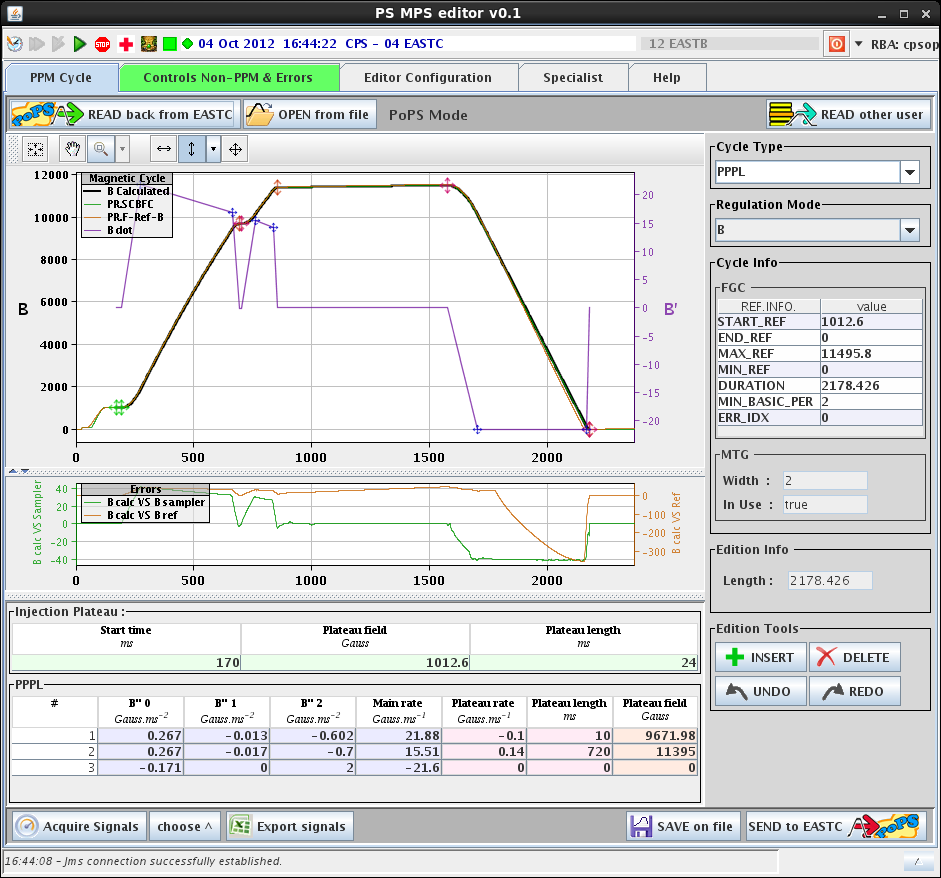 PS MPS editor v0.1
STOP 04 Oct 2012 16:44:22 CPS - 04 EASTC 12 EASTB RBA: cpsop
PPM Cycle Controls Non-PPM & Errors Editor Configuration Specialist Help
PoPS READ back from EASTC OPEN from file PoPS Mode READ other user
Cycle Type
PPPL
Regulation Mode
B
Cycle Info
FGC
REF.INFO. value
START_REF 1012.6
END_REF 0
MAX_REF 11495.8
MIN_REF 0
DURATION 2178.426
MIN_BASIC_PER 2
ERR_IDX 0
MTG
Width : 2
In Use : true
Edition Info
Length : 2178.426
Edition Tools
INSERT DELETE
UNDO REDO
Magnetic Cycle
B Calculated
PR.SCBFC
PR.F-Ref-B
B dot
12000
10000
8000
6000
4000
2000
0
B
20
15
10
5
0
-5
-10
-15
-20
B'
0 500 1000 1500 2000
Errors
B calc VS B sampler
B calc VS B ref
B calc VS Sampler
40
20
0
-20
-40
0
-100
-200
-300
B calc VS Ref
0 500 1000 1500 2000
Injection Plateau :
Start time Plateau field Plateau length
ms Gauss ms
170 1012.6 24
PPPL
# B'' 0 B'' 1 B'' 2 Main rate Plateau rate Plateau length Plateau field
Gauss.ms⁻² Gauss.ms⁻² Gauss.ms⁻² Gauss.ms⁻¹ Gauss.ms⁻¹ ms Gauss
1 0.267 -0.013 -0.602 21.88 -0.1 10 9671.98
2 0.267 -0.017 -0.7 15.51 0.14 720 11395
3 -0.171 0 2 -21.6 0 0 0
Acquire Signals choose ^ Export signals SAVE on file SEND to EASTC PoPS
16:44:08 - Jms connection successfully established.